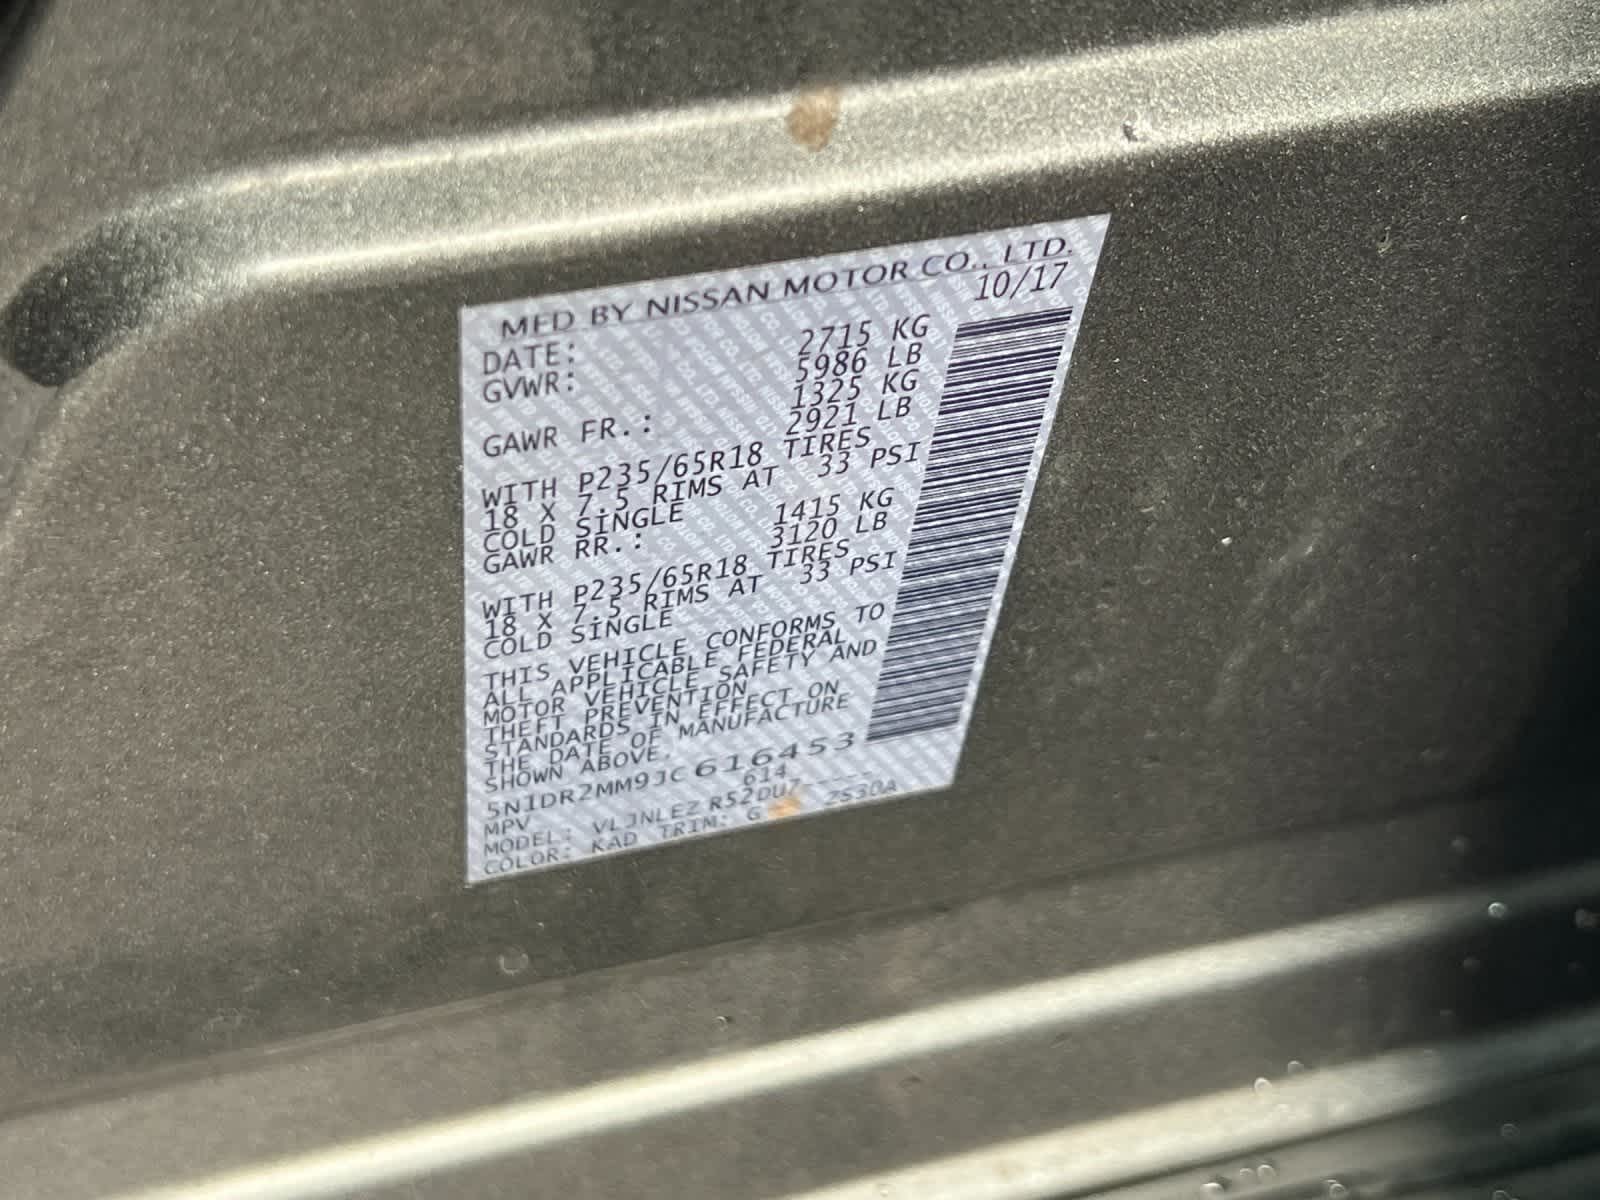 MFD BY NISSAN MOTOR CO., LTD.
DATE: 10/17
GVWR: 2715 KG
5986 LB
GAWR FR.: 1325 KG
2921 LB
WITH P235/65R18 TIRES
18 X 7.5 RIMS AT 33 PSI
COLD SINGLE
GAWR RR.: 1415 KG
3120 LB
WITH P235/65R18 TIRES
18 X 7.5 RIMS AT 33 PSI
COLD SINGLE
THIS VEHICLE CONFORMS TO
ALL APPLICABLE FEDERAL
MOTOR VEHICLE SAFETY AND
THEFT PREVENTION
STANDARDS IN EFFECT ON
THE DATE OF MANUFACTURE
SHOWN ABOVE.
5N1DR2MM9JC616453
MPV 614
MODEL: VLJNLEZ R52DUZ----
COLOR: KAD TRIM: G ZS30A